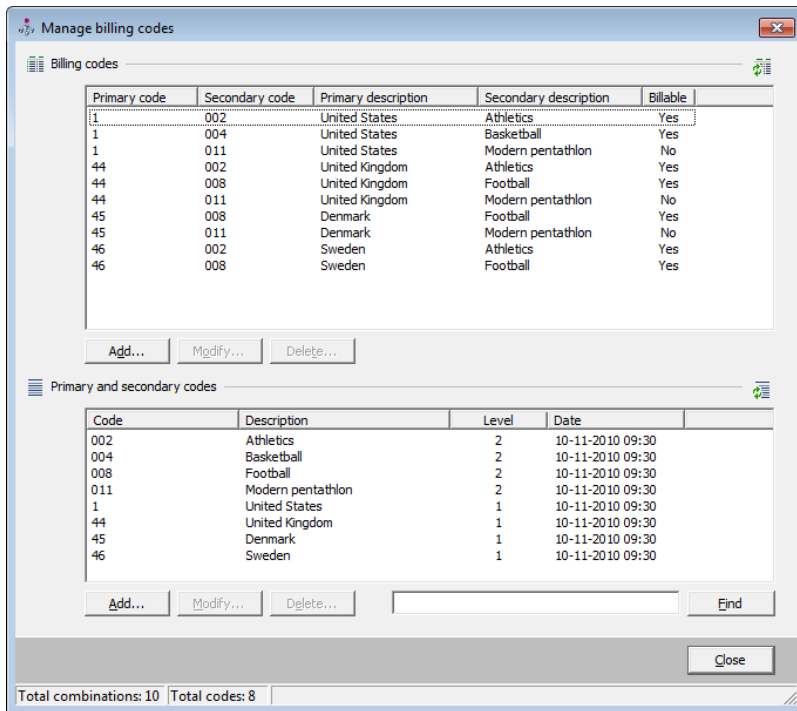 Manage billing codes
Billing codes
Primary code Secondary code Primary description Secondary description Billable
1 002 United States Athletics Yes
1 004 United States Basketball Yes
1 011 United States Modern pentathlon No
44 002 United Kingdom Athletics Yes
44 008 United Kingdom Football Yes
44 011 United Kingdom Modern pentathlon No
45 008 Denmark Football Yes
45 011 Denmark Modern pentathlon No
46 002 Sweden Athletics Yes
46 008 Sweden Football Yes
Add... Modify... Delete...
Primary and secondary codes
Code Description Level Date
002 Athletics 2 10-11-2010 09:30
004 Basketball 2 10-11-2010 09:30
008 Football 2 10-11-2010 09:30
011 Modern pentathlon 2 10-11-2010 09:30
1 United States 1 10-11-2010 09:30
44 United Kingdom 1 10-11-2010 09:30
45 Denmark 1 10-11-2010 09:30
46 Sweden 1 10-11-2010 09:30
Add... Modify... Delete... Find
Close
Total combinations: 10 Total codes: 8